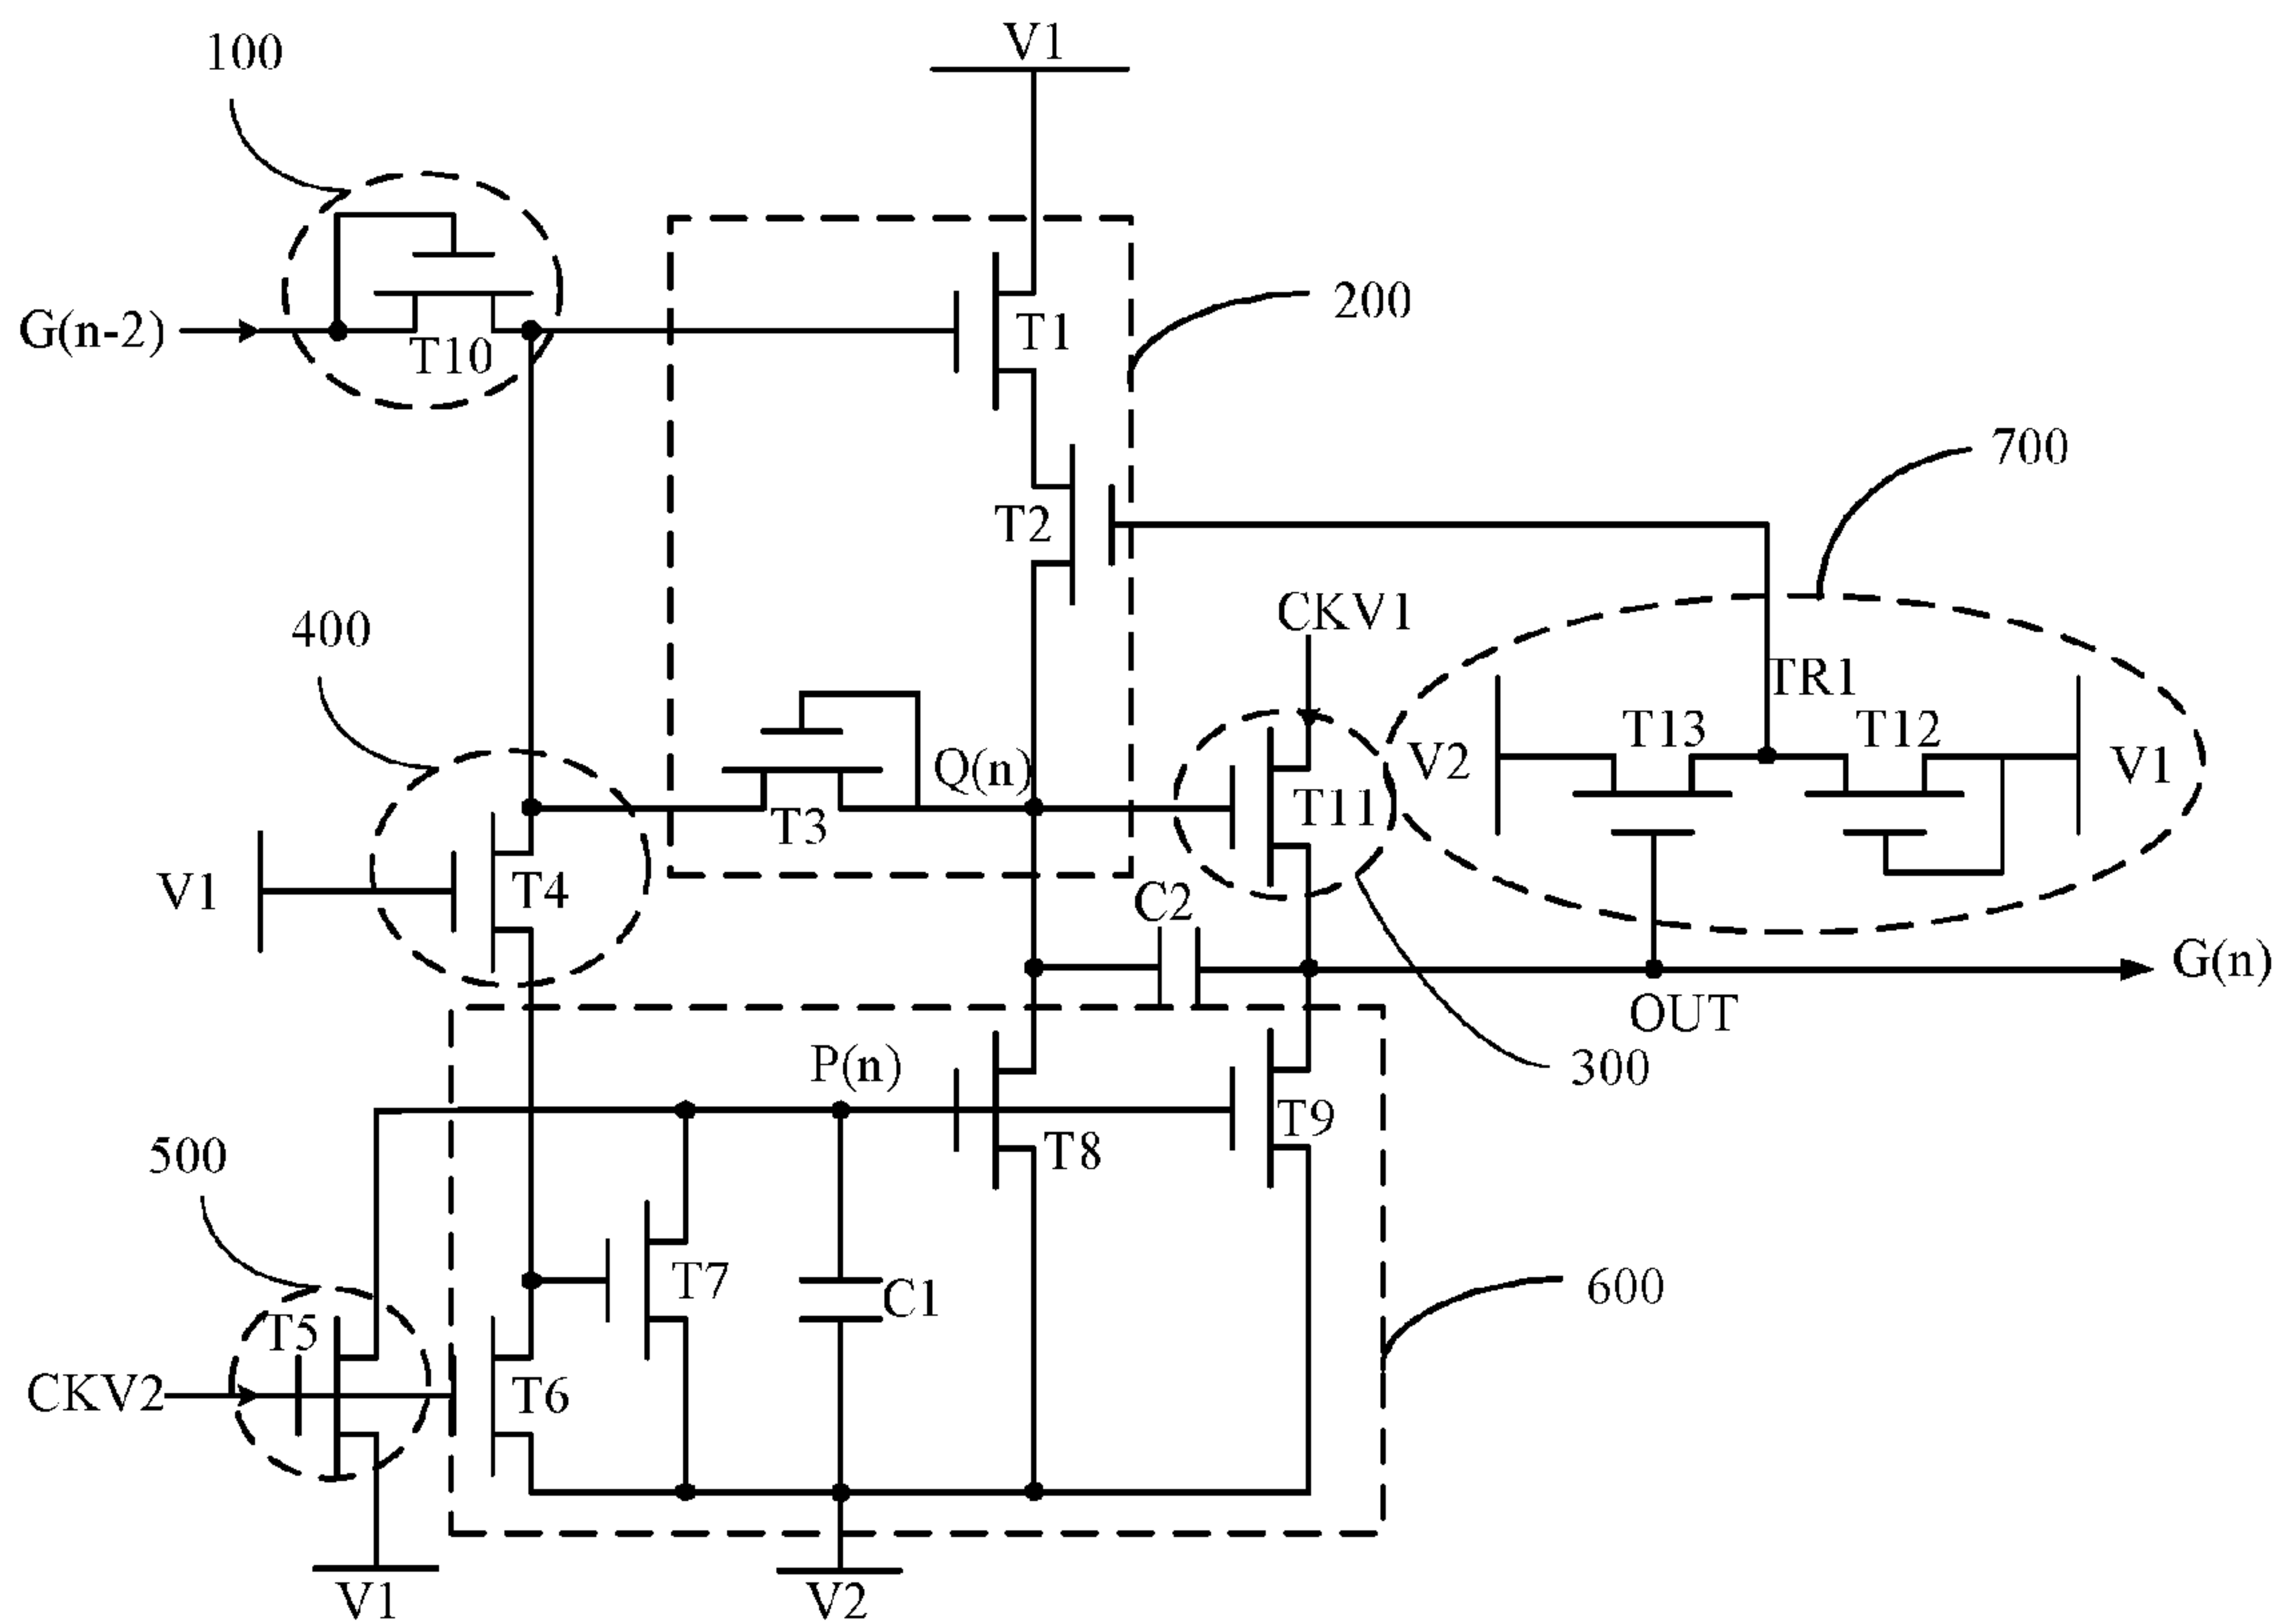 V1
100
200
G(n-2)
T1
T10
700
T2
CKV1
400
TR1
T13
T12
V2
V1
Q(n)
T11
T3
V1
T4
C2
G(n)
OUT
P(n)
300
T9
T8
500
T7
C1
600
T5
CKV2
T6
V1
V2